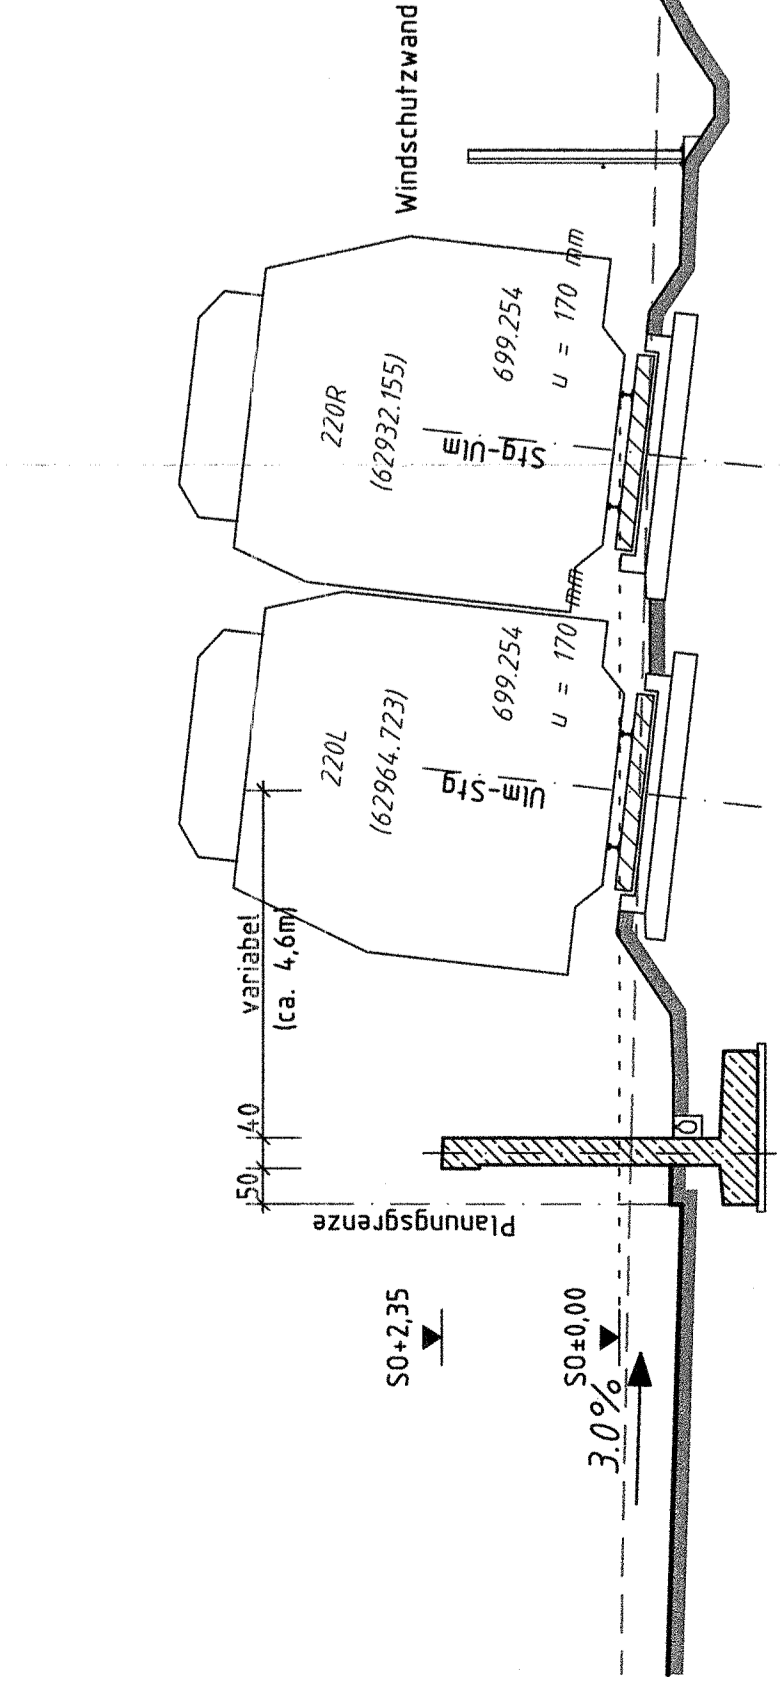 Windschutzwand
220R
(62932.155)
699.254
u = 170 mm
Stg-Ulm
220L
(62964.723)
699.254
u = 170 mm
Ulm-Stg
variabel
(ca. 4,6m)
40
50
Planungsgrenze
SO+2,35
SO±0,00
3.0%